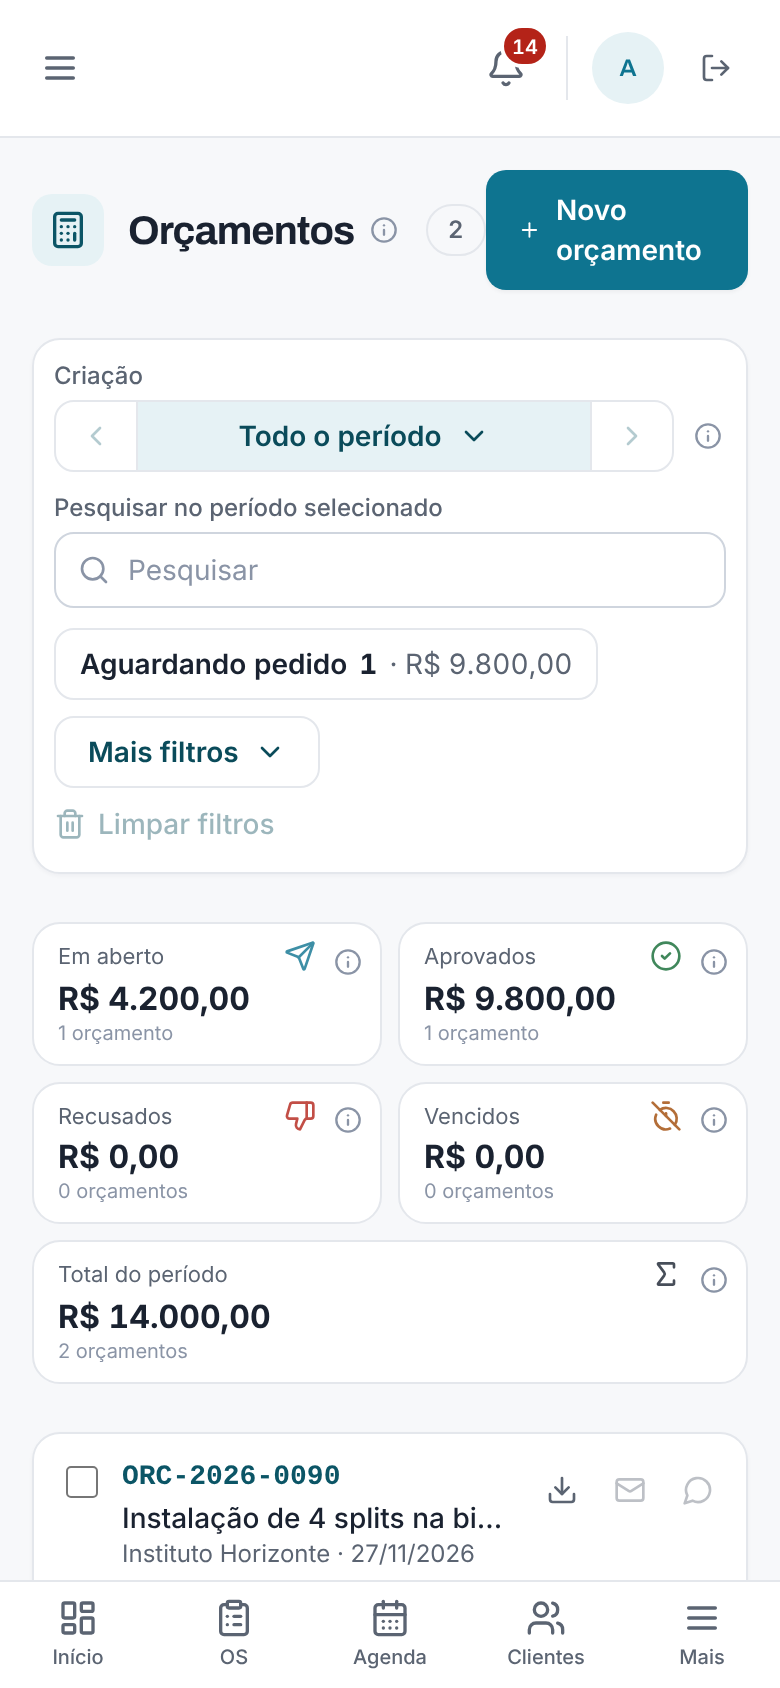 14
A
Orçamentos
2
+ Novo
orçamento
Criação
Todo o período
Pesquisar no período selecionado
Pesquisar
Aguardando pedido 1 · R$ 9.800,00
Mais filtros
Limpar filtros
Em aberto
R$ 4.200,00
1 orçamento
Aprovados
R$ 9.800,00
1 orçamento
Recusados
R$ 0,00
0 orçamentos
Vencidos
R$ 0,00
0 orçamentos
Total do período
Σ
R$ 14.000,00
2 orçamentos
ORC-2026-0090
Instalação de 4 splits na bi...
Instituto Horizonte · 27/11/2026
Início
OS
Agenda
Clientes
Mais